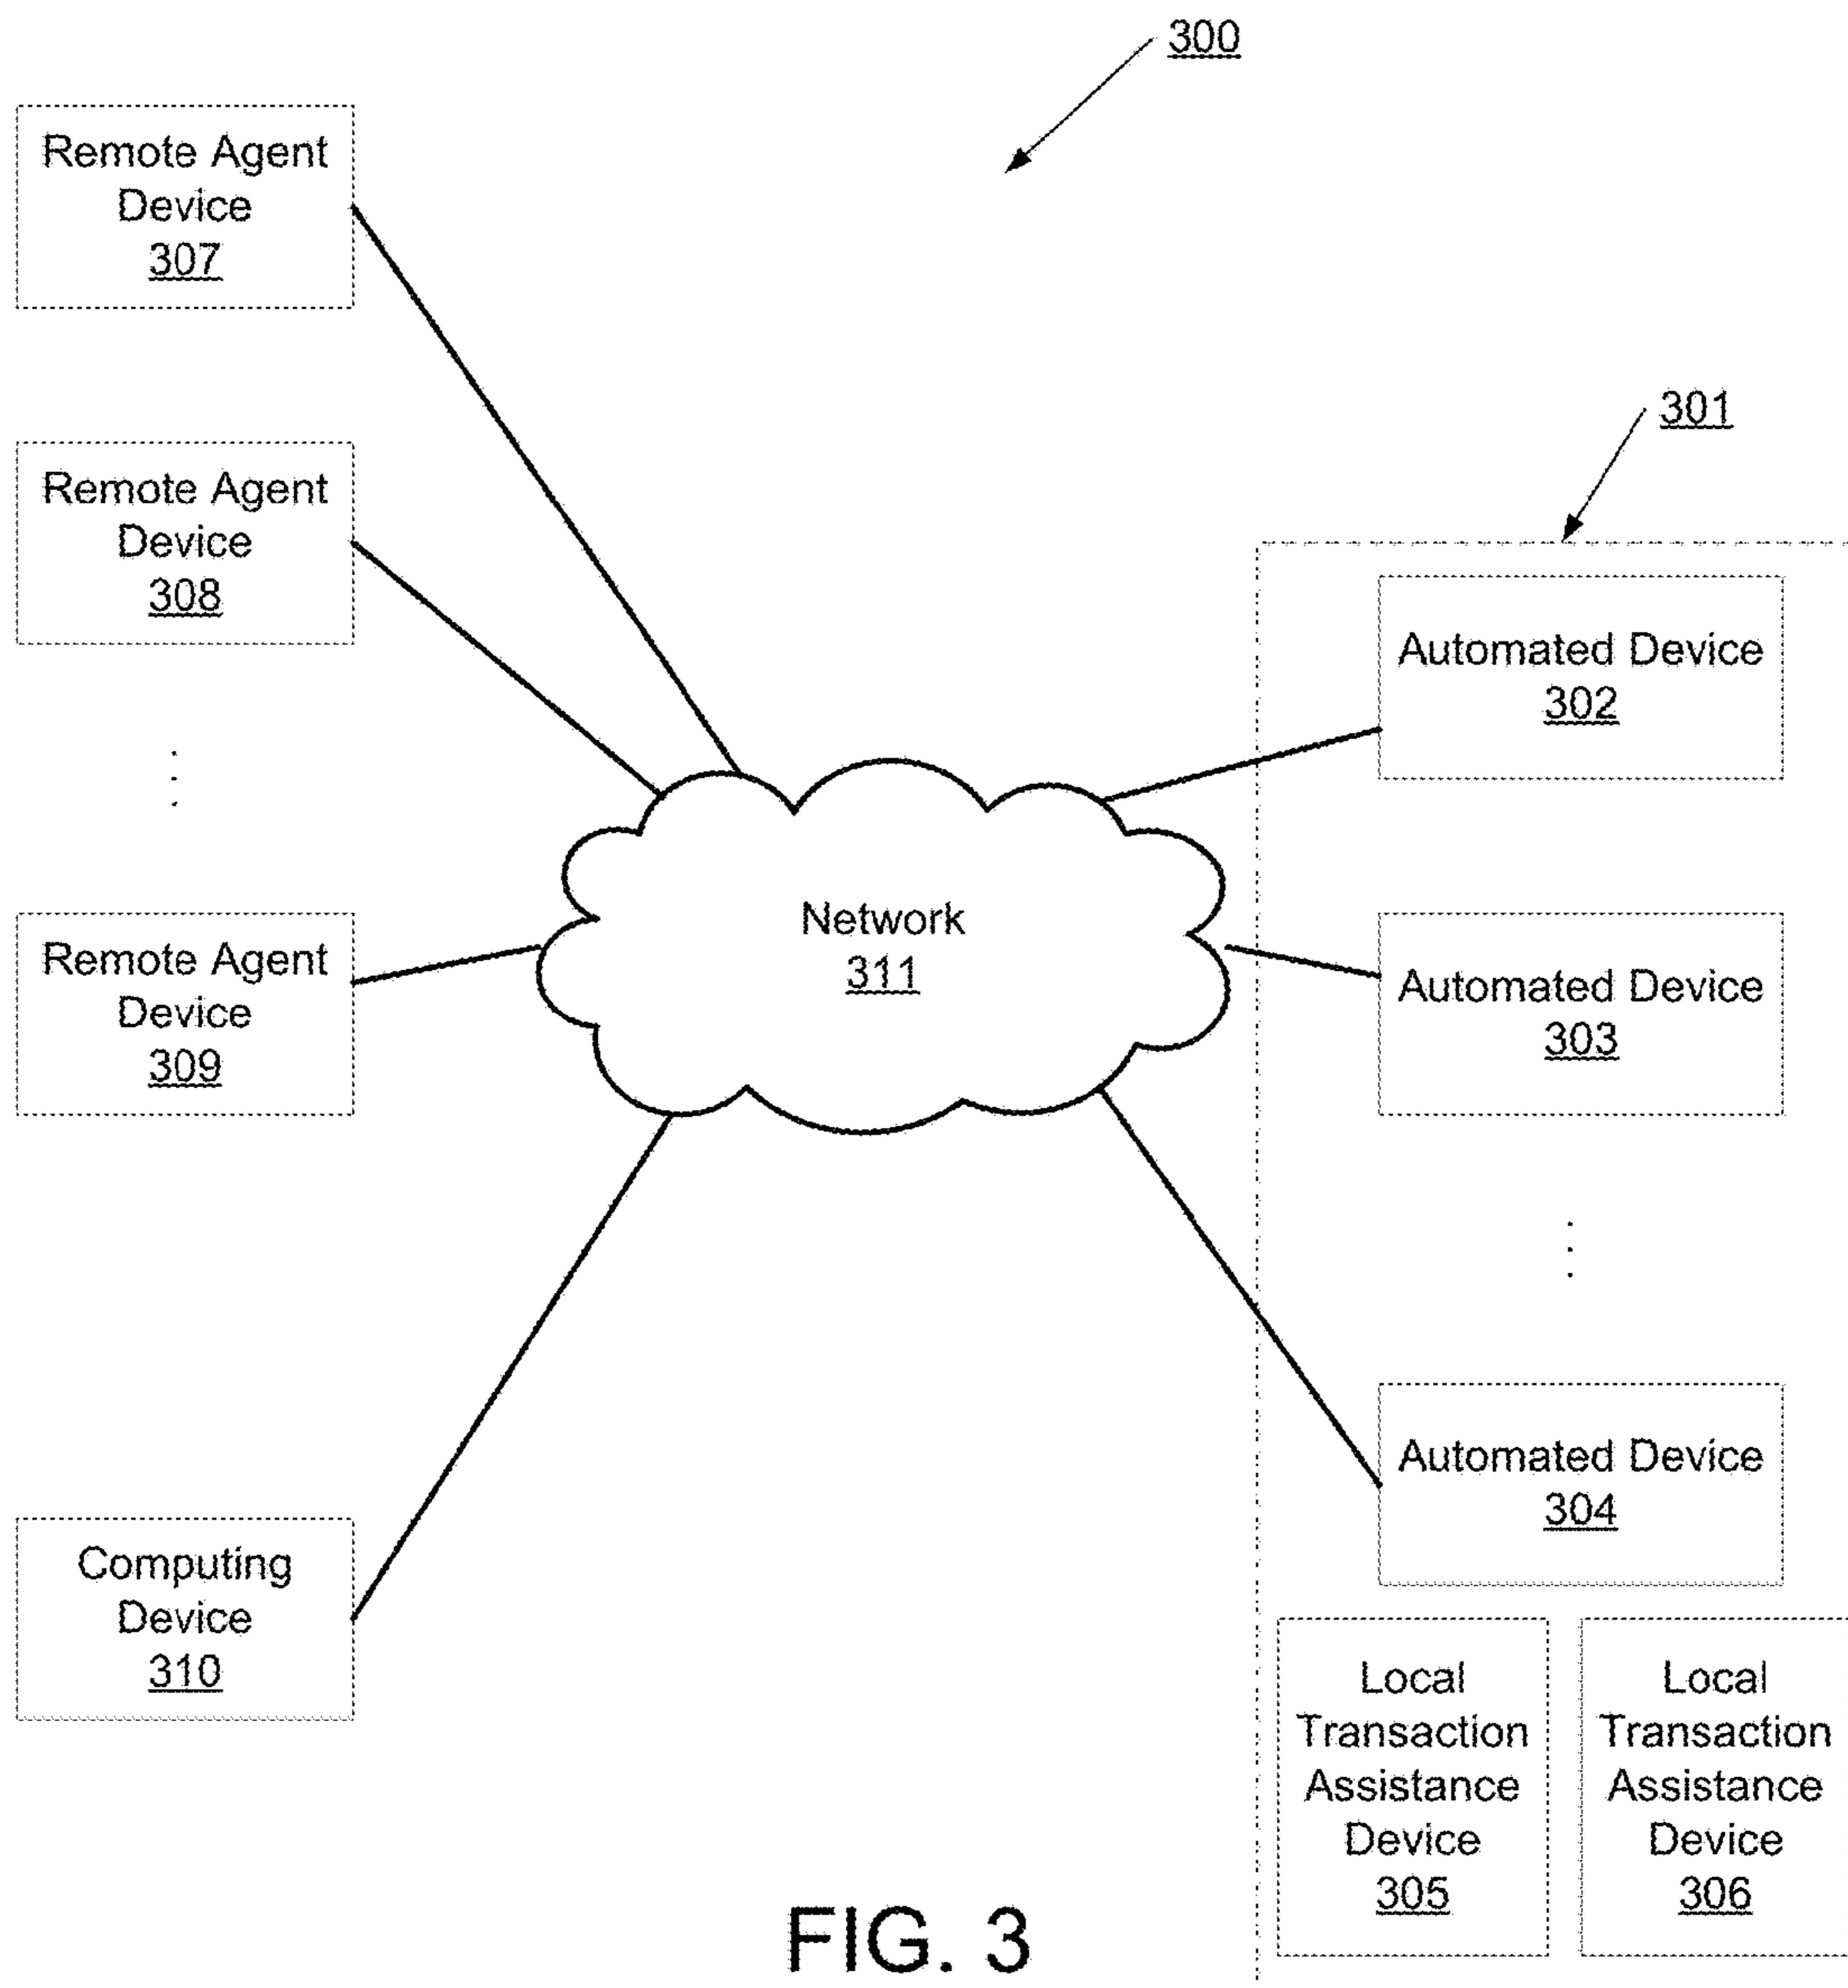 300
Remote Agent
Device
307
301
Remote Agent
Device
308
Automated Device
302
Network
311
Remote Agent
Device
309
Automated Device
303
Automated Device
304
Computing
Device
310
Local
Transaction
Assistance
Device
305
Local
Transaction
Assistance
Device
306
FIG. 3